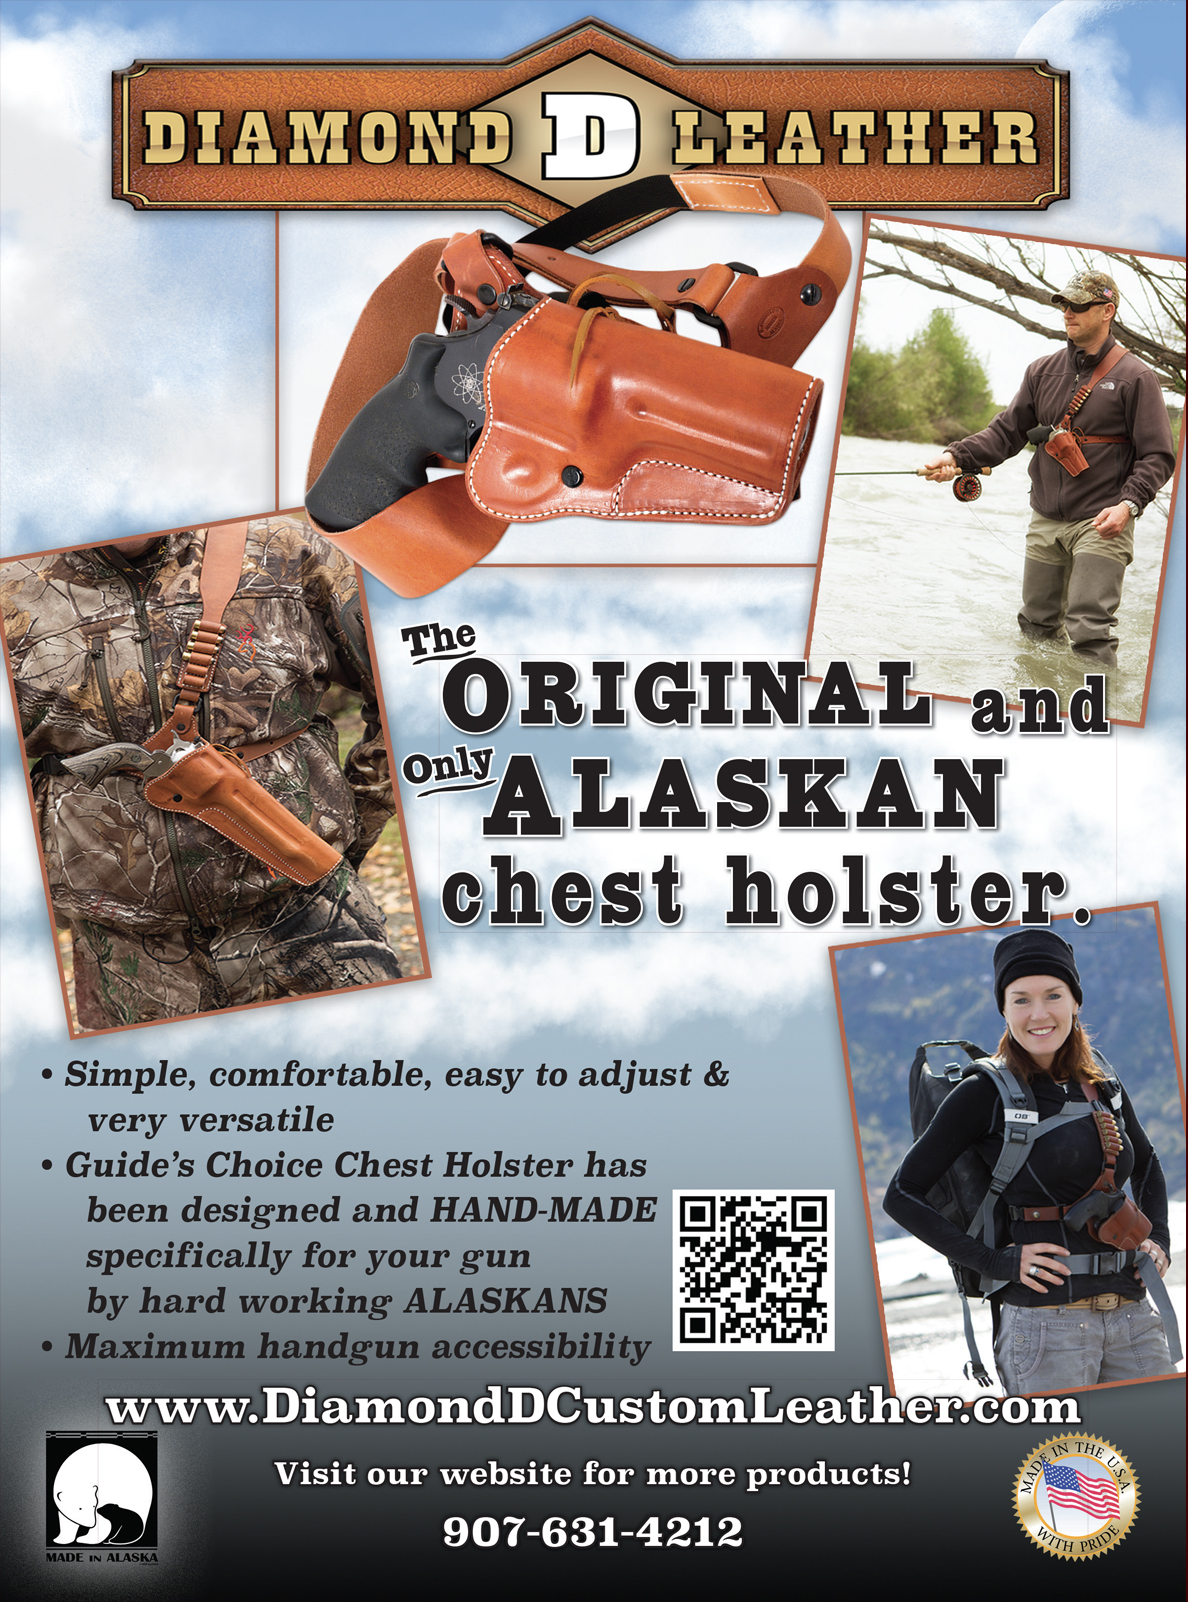 DIAMOND D LEATHER
The
ORIGINAL and
Only
ALASKAN
chest holster.
• Simple, comfortable, easy to adjust &
very versatile
• Guide’s Choice Chest Holster has
been designed and HAND-MADE
specifically for your gun
by hard working ALASKANS
• Maximum handgun accessibility
www.DiamondDCustomLeather.com
Visit our website for more products!
907-631-4212
MADE IN ALASKA
MADE IN THE U.S.A.
WITH PRIDE